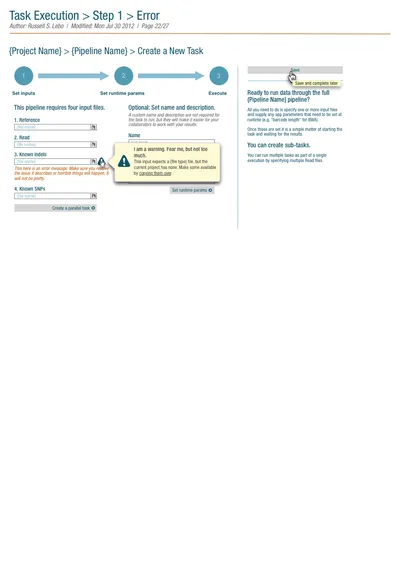 Task Execution > Step 1 > Error
Author: Russell S. Lebo | Modified: Mon Jul 30 2012 | Page 22/27
{Project Name} > {Pipeline Name} > Create a New Task
1
2
3
Set inputs
Set runtime params
Execute
This pipeline requires four input files.
1. Reference
2. Read
3. Known Indels
This here is an error message. Make sure you
the issue it describes or horrible things will happen. It
will not be pretty.
4. Known SNPs
Create a parallel task
Optional: Set name and description.
A custom name and description are not required for
the task to run, but they will make it easier for your
collaborators to work with your results.
Name
I am a warning. Fear me, but not too
much.
This input expects a {file type} file, but the
current project has none. Make some available
by copying them over.
Set runtime params
Save
Save and complete later
Ready to run data through the full
{Pipeline Name} pipeline?
All you need to do is specify one or more input files
and supply any app parameters that need to be set at
runtime (e.g. "barcode length" for BWA).
Once these are set it is a simple matter of starting the
task and waiting for the results.
You can create sub-tasks.
You can run multiple tasks as part of a single
execution by specifying multiple Read files.